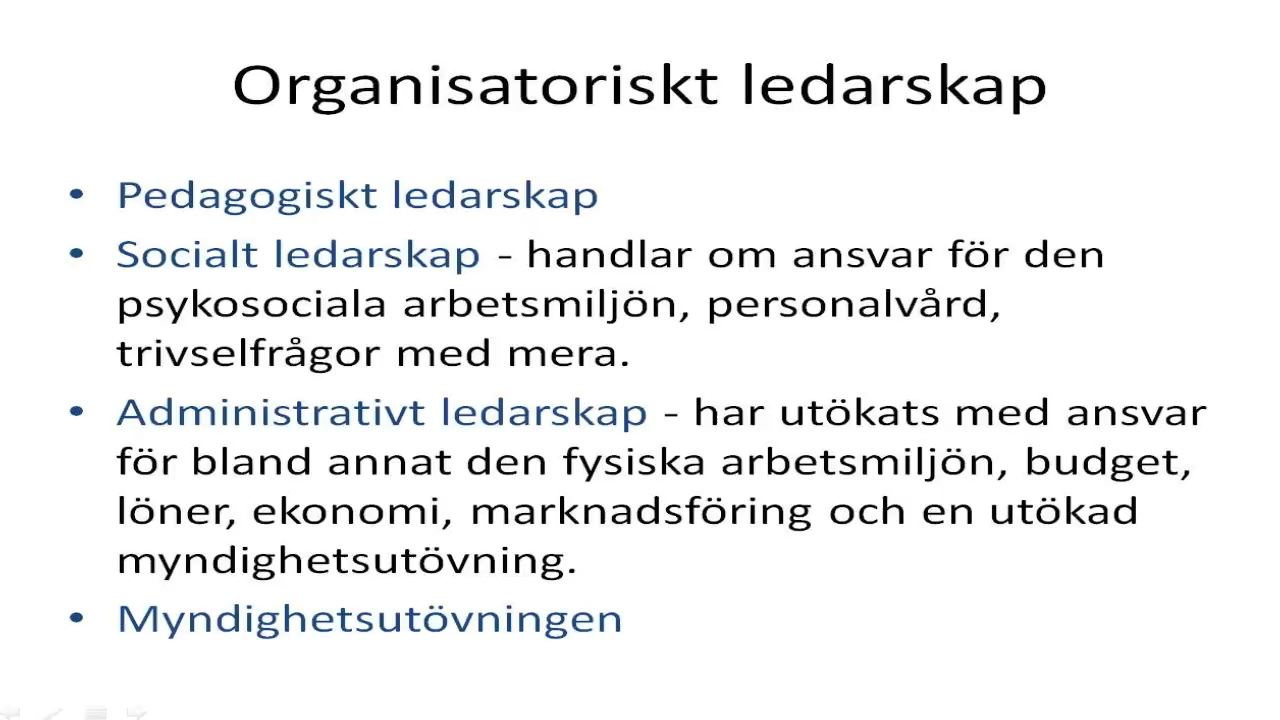 Organisatoriskt ledarskap
• Pedagogiskt ledarskap
• Socialt ledarskap - handlar om ansvar för den
psykosociala arbetsmiljön, personalvård,
trivselfrågor med mera.
• Administrativt ledarskap - har utökats med ansvar
för bland annat den fysiska arbetsmiljön, budget,
löner, ekonomi, marknadsföring och en utökad
myndighetsutövning.
• Myndighetsutövningen